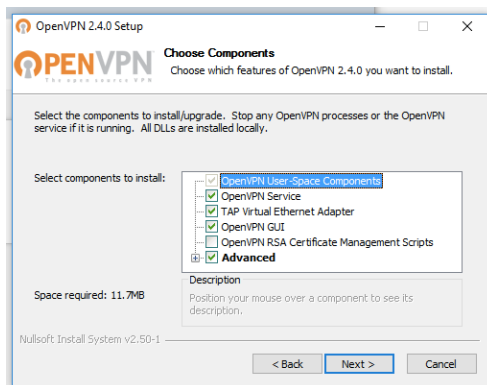 OpenVPN 2.4.0 Setup
OPENVPN
The open source VPN
Choose Components
Choose which features of OpenVPN 2.4.0 you want to install.
Select the components to install/upgrade. Stop any OpenVPN processes or the OpenVPN
service if it is running. All DLLs are installed locally.
Select components to install:
OpenVPN User-Space Components
OpenVPN Service
TAP Virtual Ethernet Adapter
OpenVPN GUI
OpenVPN RSA Certificate Management Scripts
Advanced
Space required: 11.7MB
Description
Position your mouse over a component to see its
description.
Nullsoft Install System v2.50-1
< Back
Next >
Cancel